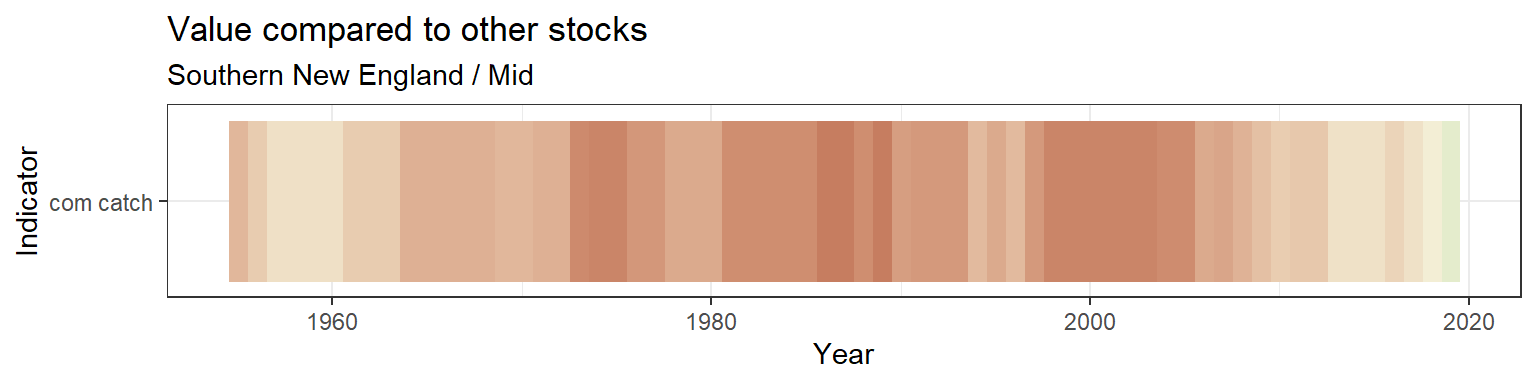 Value compared to other stocks
Southern New England / Mid
Indicator
com catch
1960 1980 2000 2020
Year